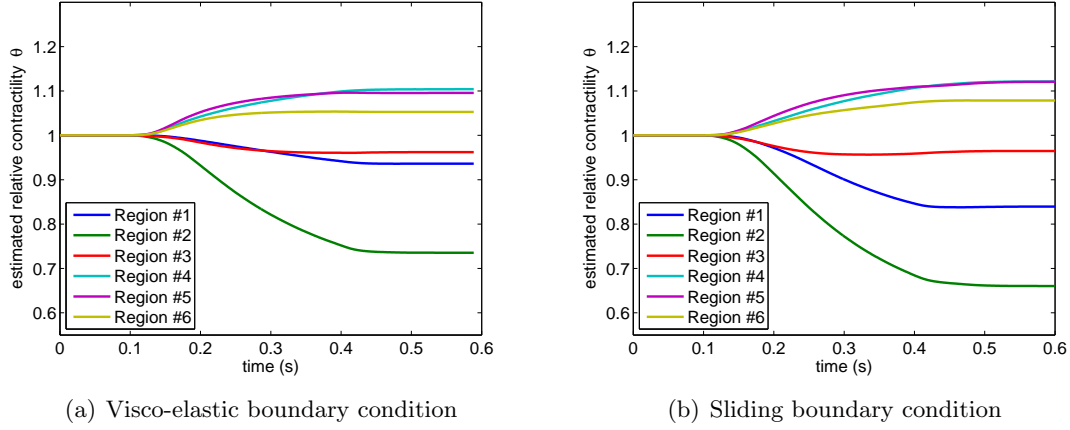 estimated relative contractility θ
1.2
1.1
1
0.9
0.8
0.7
0.6
Region #1
Region #2
Region #3
Region #4
Region #5
Region #6
0 0.1 0.2 0.3 0.4 0.5 0.6
time (s)
(a) Visco-elastic boundary condition
estimated relative contractility θ
1.2
1.1
1
0.9
0.8
0.7
0.6
Region #1
Region #2
Region #3
Region #4
Region #5
Region #6
0 0.1 0.2 0.3 0.4 0.5 0.6
time (s)
(b) Sliding boundary condition